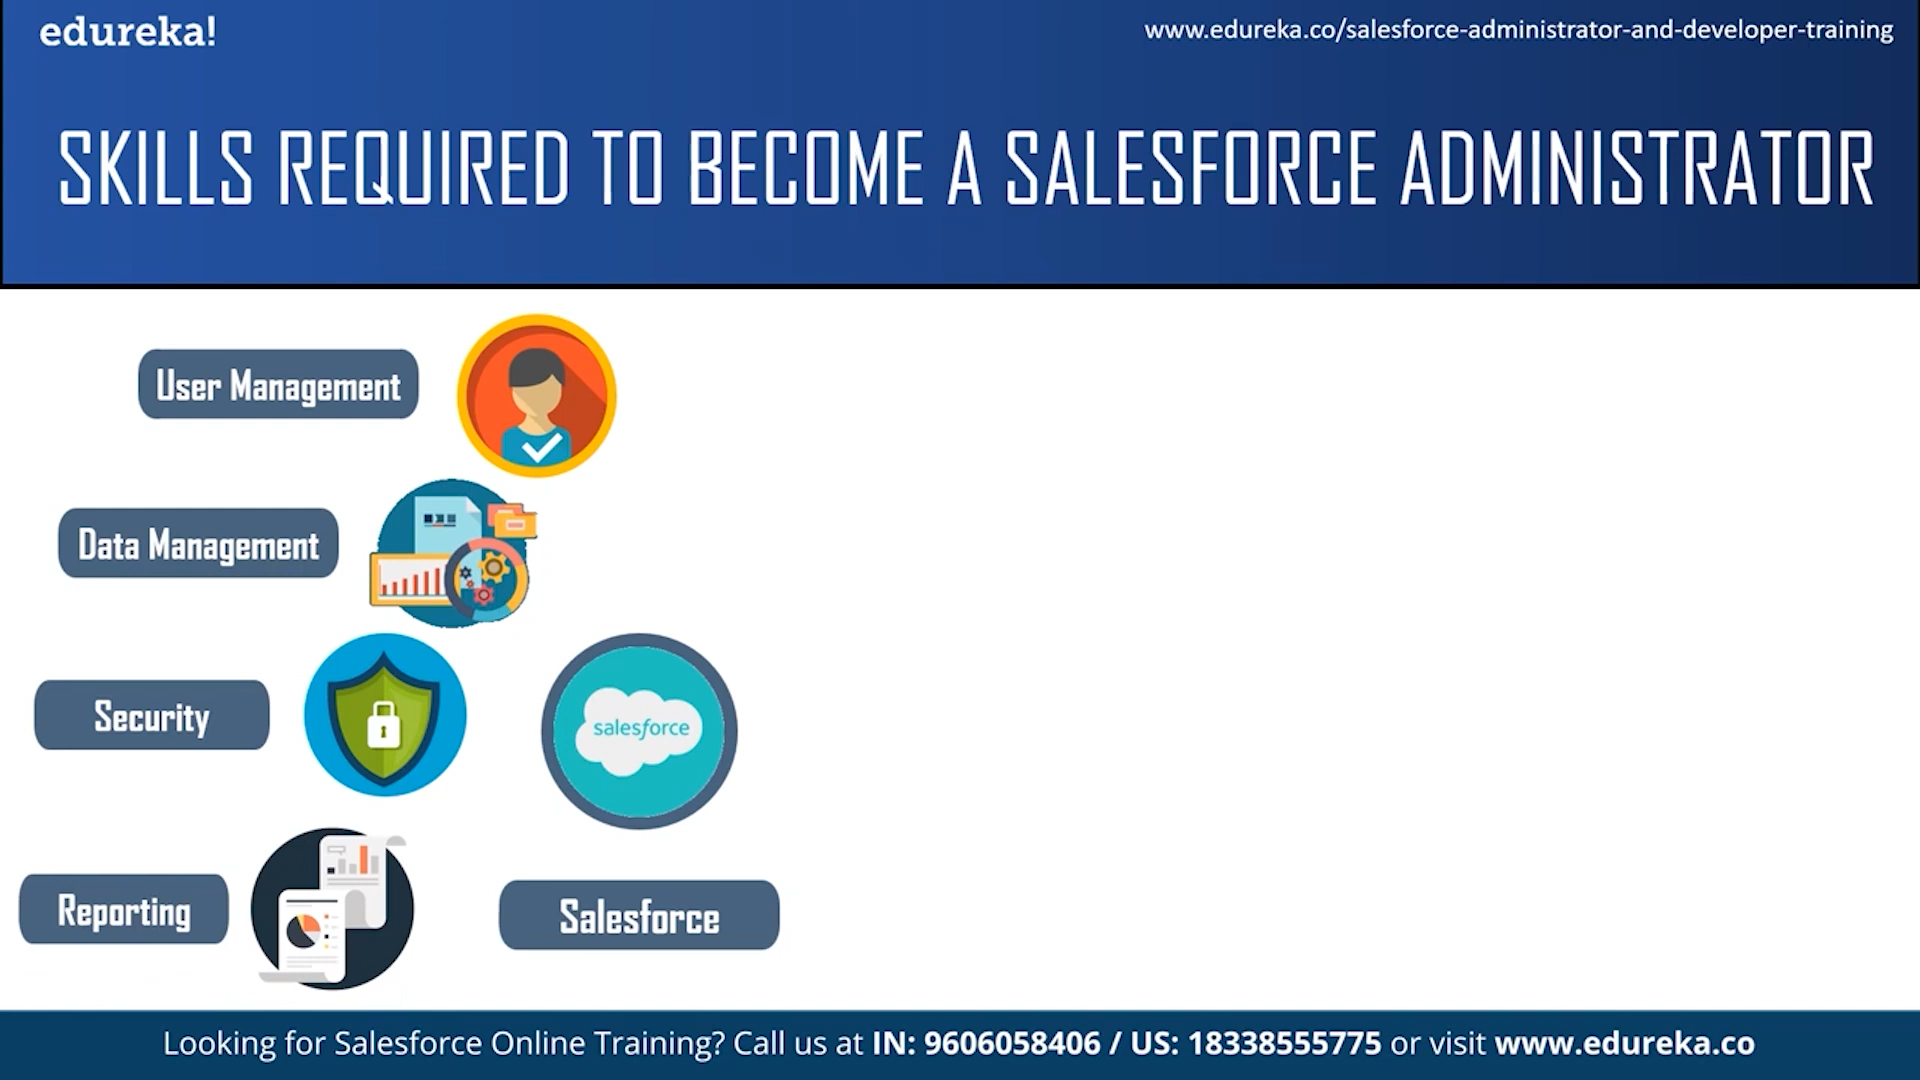 edureka!
www.edureka.co/salesforce-administrator-and-developer-training
SKILLS REQUIRED TO BECOME A SALESFORCE ADMINISTRATOR
User Management
Data Management
Security
salesforce
Reporting
Salesforce
Looking for Salesforce Online Training? Call us at IN: 9606058406 / US: 18338555775 or visit www.edureka.co